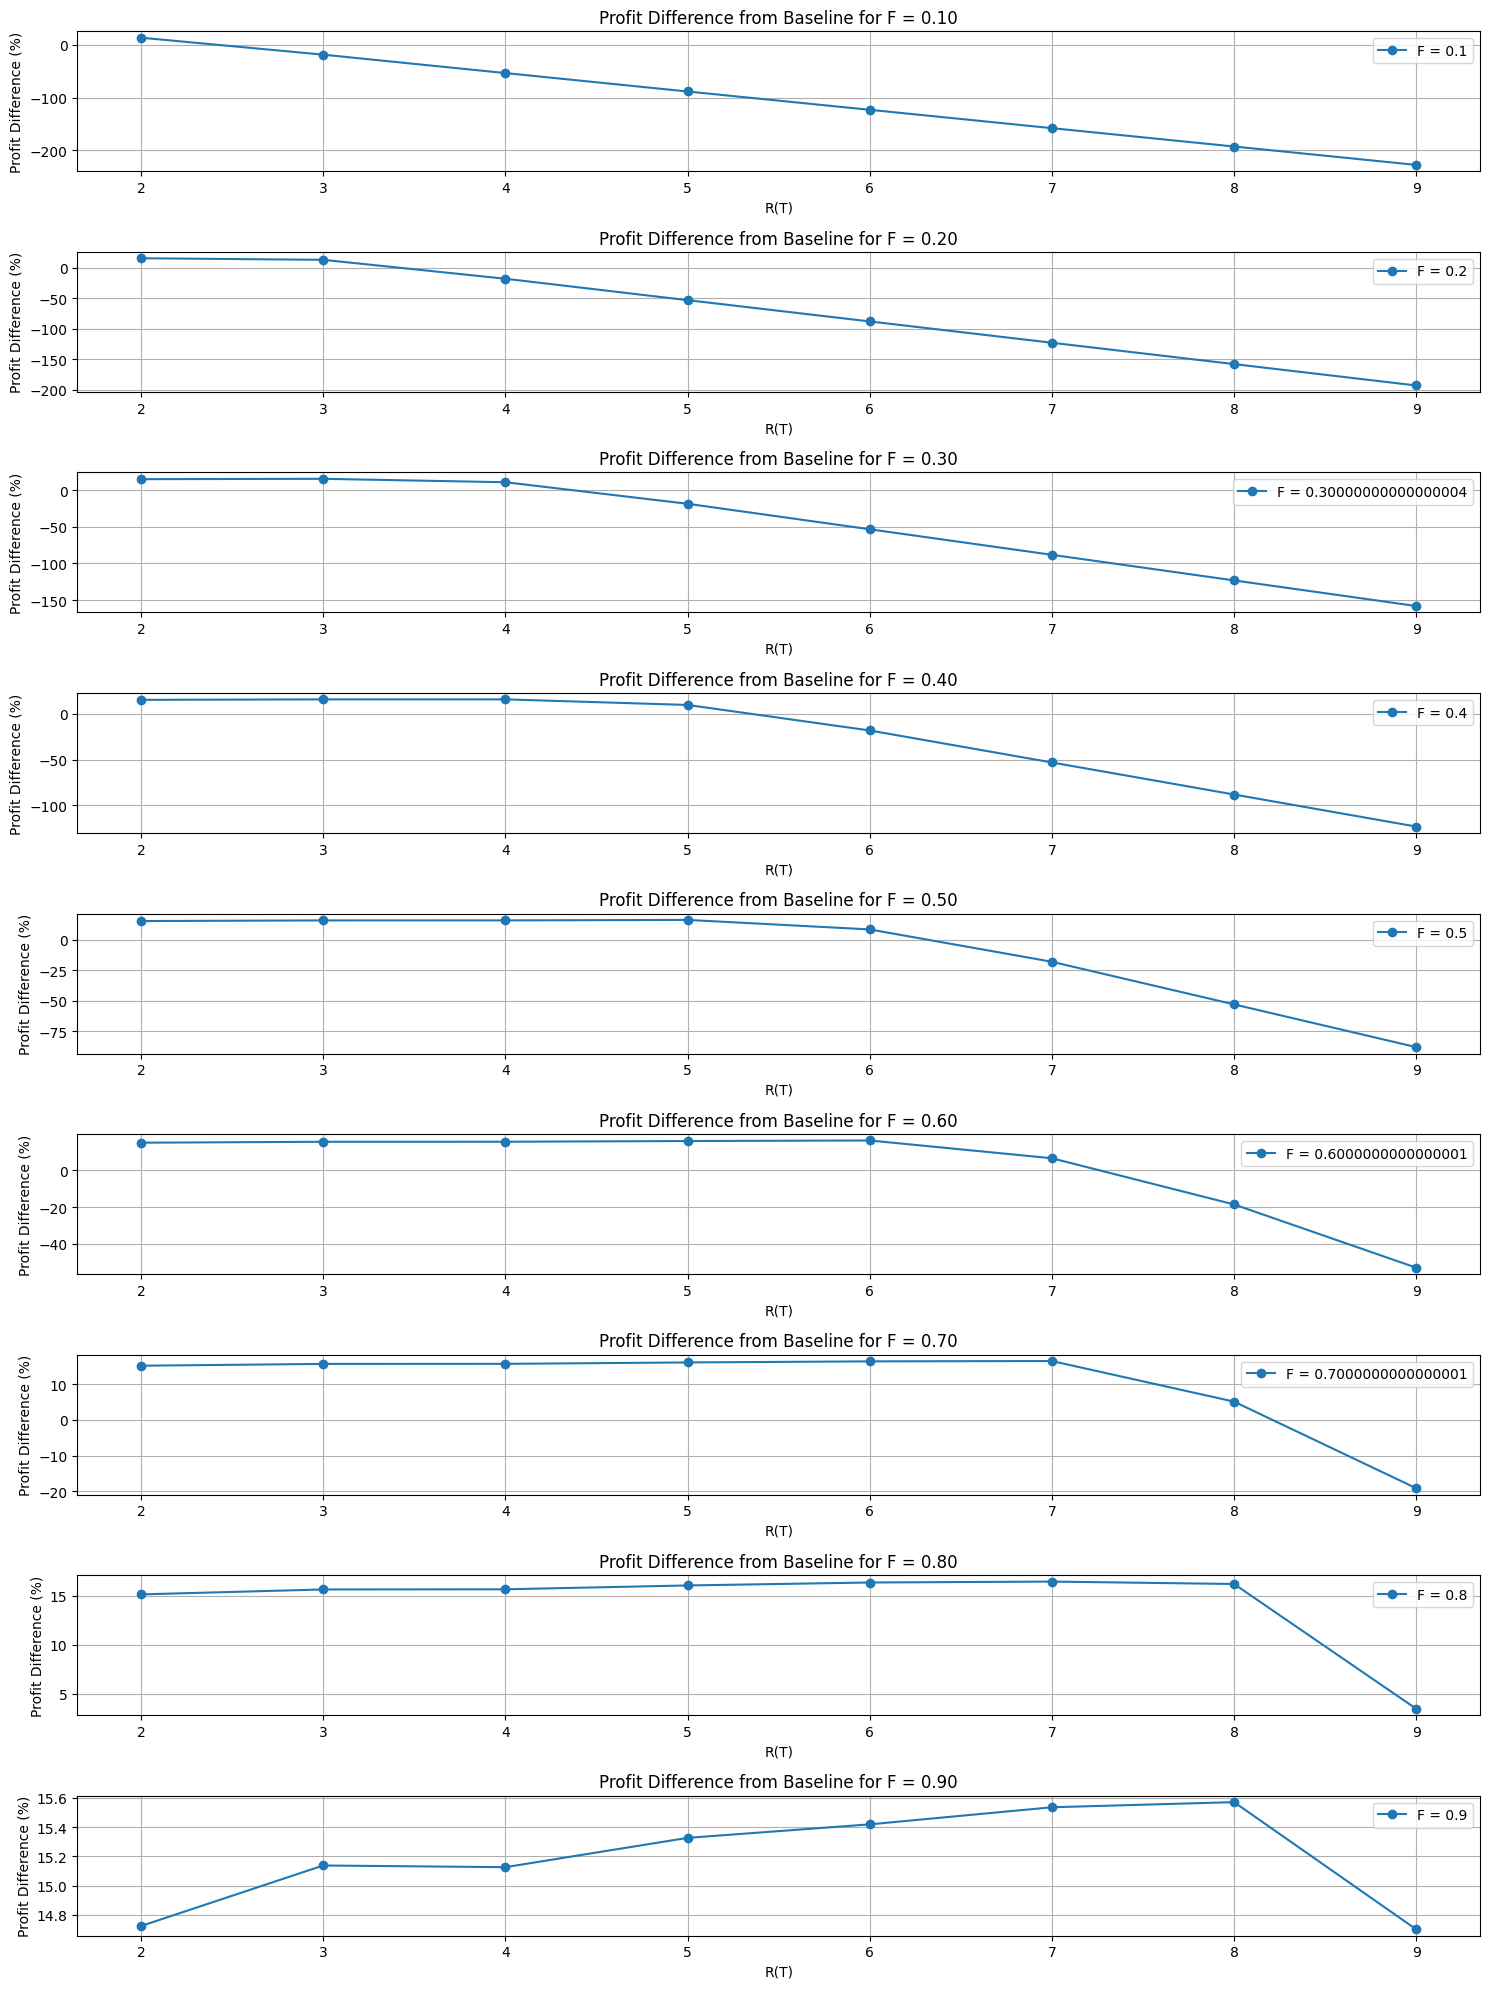 Profit Difference from Baseline for F = 0.10
Profit Difference (%)
0
−100
−200
F = 0.1
2 3 4 5 6 7 8 9
R(T)
Profit Difference from Baseline for F = 0.20
Profit Difference (%)
0
−50
−100
−150
−200
F = 0.2
2 3 4 5 6 7 8 9
R(T)
Profit Difference from Baseline for F = 0.30
Profit Difference (%)
0
−50
−100
−150
F = 0.30000000000000004
2 3 4 5 6 7 8 9
R(T)
Profit Difference from Baseline for F = 0.40
Profit Difference (%)
0
−50
−100
F = 0.4
2 3 4 5 6 7 8 9
R(T)
Profit Difference from Baseline for F = 0.50
Profit Difference (%)
0
−25
−50
−75
F = 0.5
2 3 4 5 6 7 8 9
R(T)
Profit Difference from Baseline for F = 0.60
Profit Difference (%)
0
−20
−40
F = 0.6000000000000001
2 3 4 5 6 7 8 9
R(T)
Profit Difference from Baseline for F = 0.70
Profit Difference (%)
10
0
−10
−20
F = 0.7000000000000001
2 3 4 5 6 7 8 9
R(T)
Profit Difference from Baseline for F = 0.80
Profit Difference (%)
15
10
5
F = 0.8
2 3 4 5 6 7 8 9
R(T)
Profit Difference from Baseline for F = 0.90
Profit Difference (%)
15.6
15.4
15.2
15.0
14.8
F = 0.9
2 3 4 5 6 7 8 9
R(T)